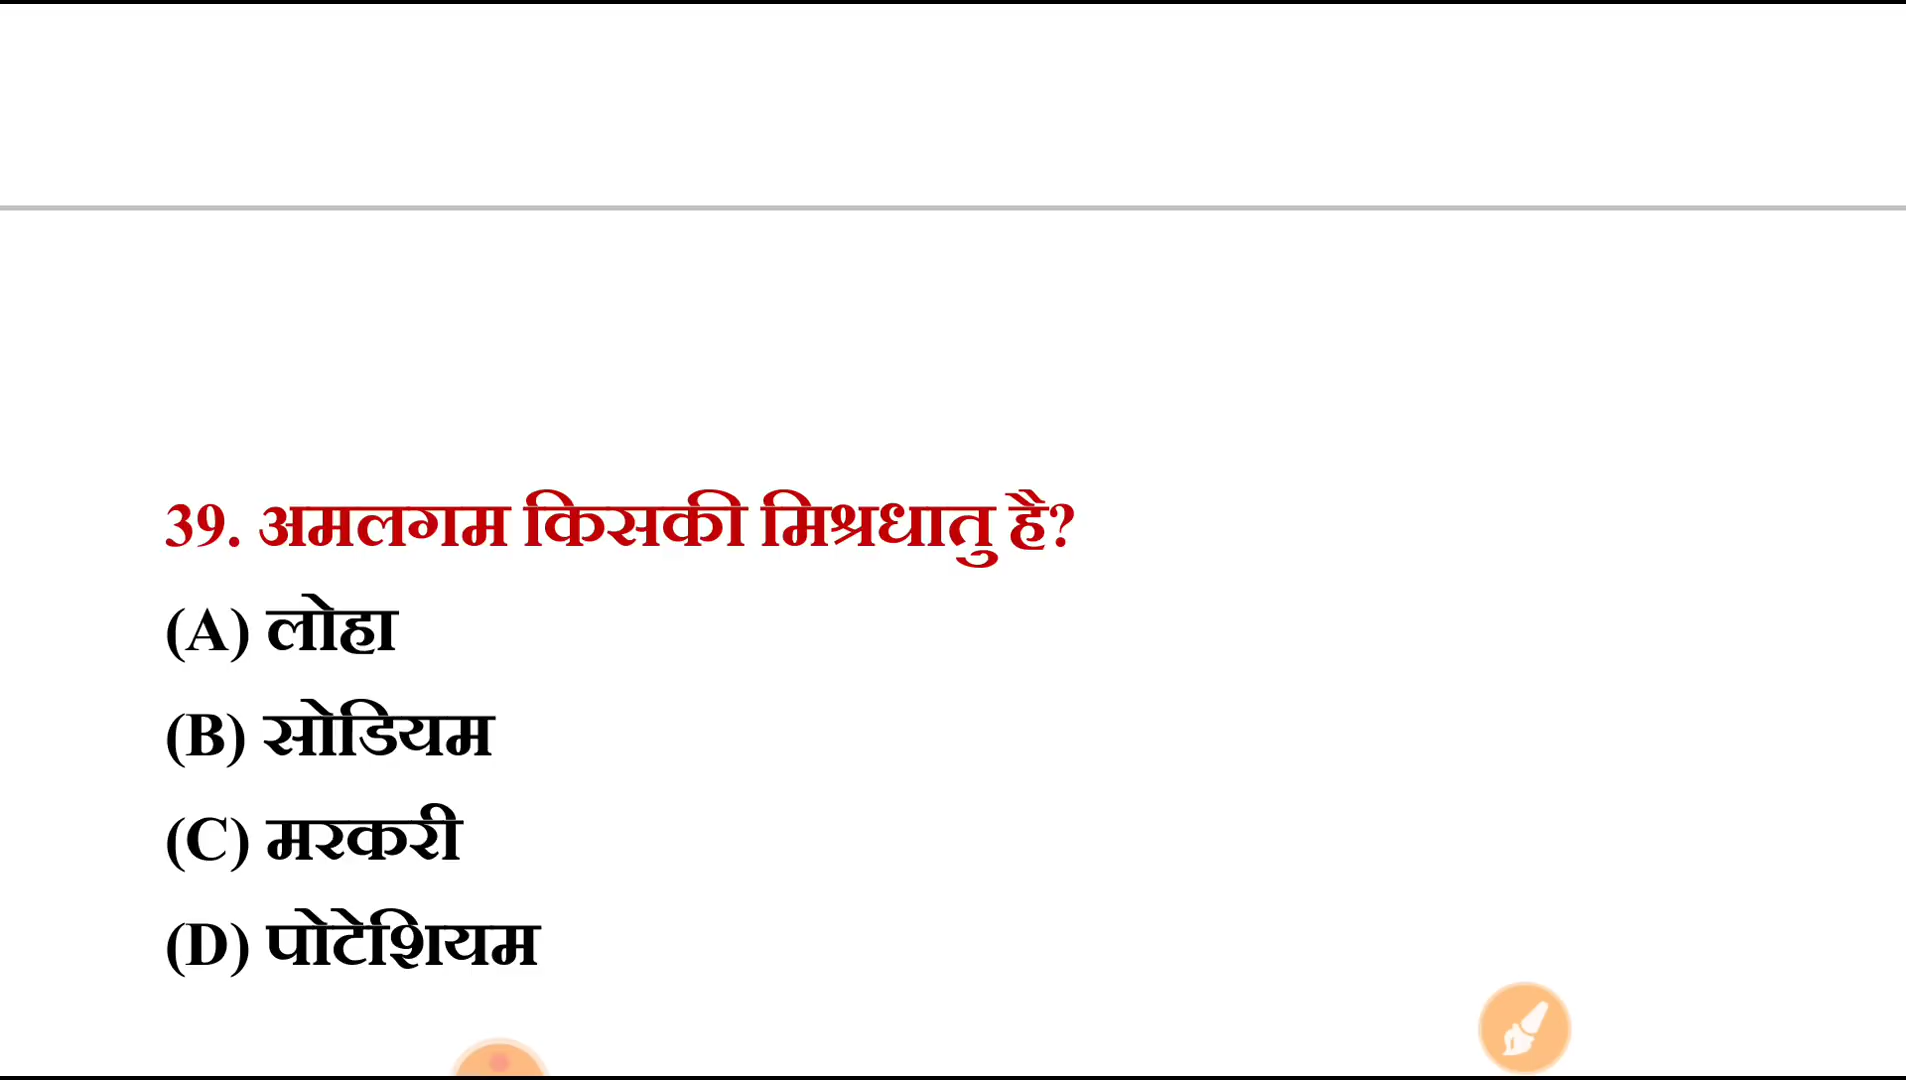 39. अमलगम किसकी मिश्रधातु है?
(A) लोहा
(B) सोडियम
(C) मरकरी
(D) पोटेशियम